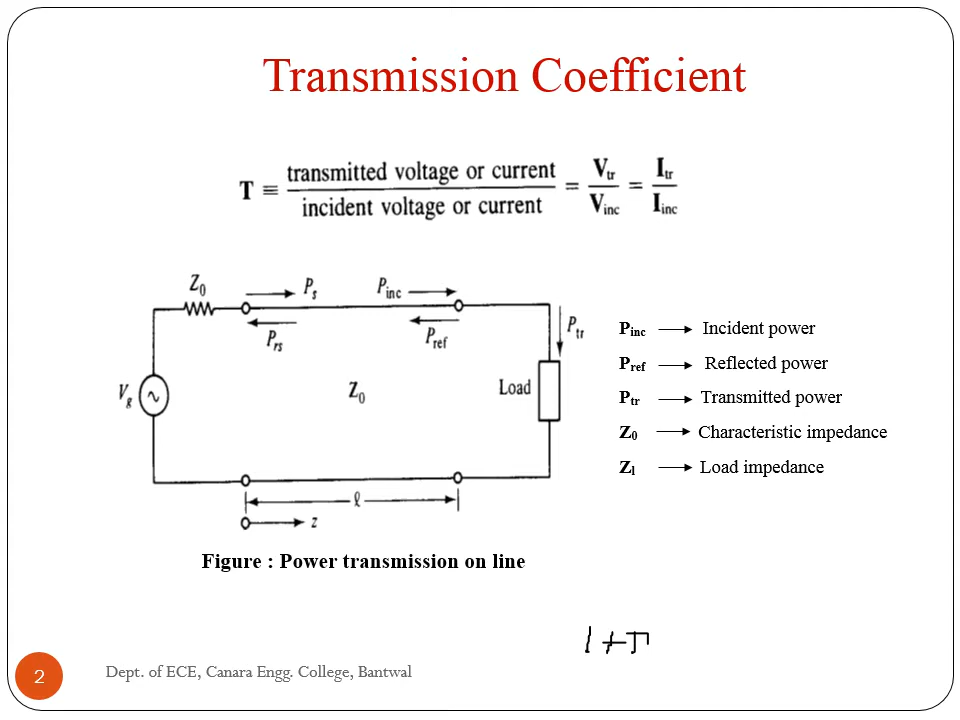 Transmission Coefficient
T ≡ transmitted voltage or current / incident voltage or current = Vtr / Vinc = Itr / Iinc
Z0
Ps
Pinc
Prs
Pref
Ptr
Vg
Z0
Load
ℓ
z
Pinc → Incident power
Pref → Reflected power
Ptr → Transmitted power
Z0 → Characteristic impedance
Zl → Load impedance
Figure : Power transmission on line
2
Dept. of ECE, Canara Engg. College, Bantwal